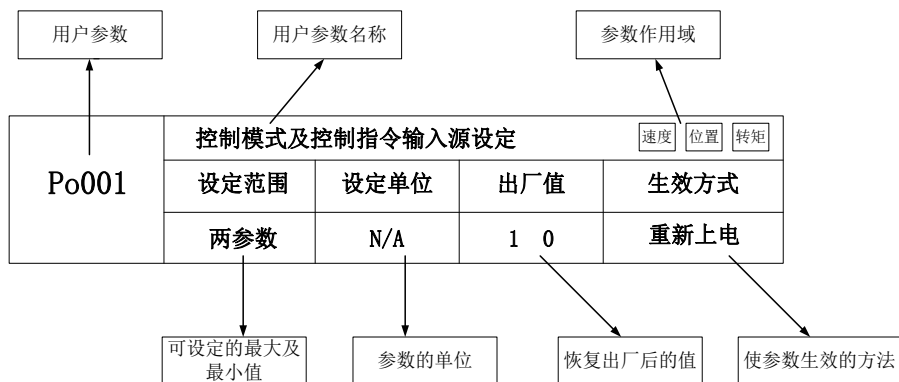 用户参数
用户参数名称
参数作用域
控制模式及控制指令输入源设定
速度 位置 转矩
Po001
设定范围 设定单位 出厂值 生效方式
两参数 N/A 1 0 重新上电
可设定的最大及
最小值
参数的单位
恢复出厂后的值
使参数生效的方法